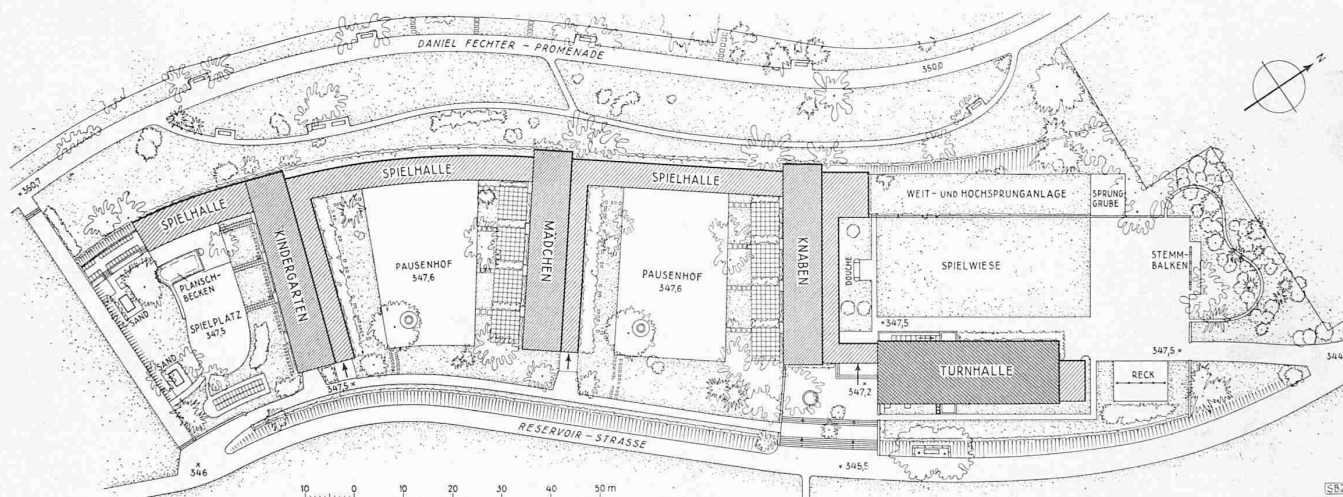 DANIEL FECHTER - PROMENADE
350,0
N
× 350,7
SPIELHALLE
SPIELHALLE
SPIELHALLE
KINDERGARTEN
MÄDCHEN
KNABEN
WEIT- UND HOCHSPRUNGANLAGE
SPRUNG-
GRUBE
PLANSCH-
BECKEN
SAND
SAND
SPIELPLATZ
347,5
PAUSENHOF
347,6
PAUSENHOF
347,6
DOUCHE
SPIELWIESE
STEMM-
BALKEN
×347,5
347,5 ×
344
347,5 ×
×
347,2
TURNHALLE
RECK
RESERVOIR - STRASSE
×
346
× 345,5
10 0 10 20 30 40 50 m